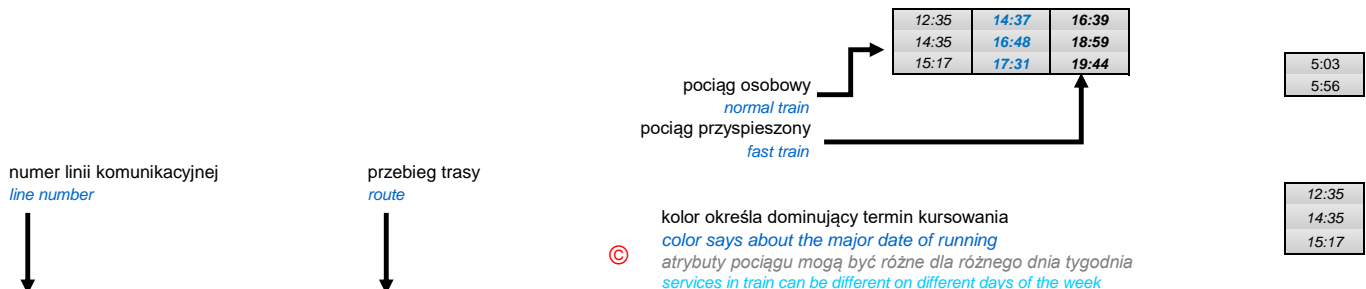 12:35 14:37 16:39
14:35 16:48 18:59
15:17 17:31 19:44
5:03
5:56
pociąg osobowy
normal train
pociąg przyspieszony
fast train
numer linii komunikacyjnej
line number
przebieg trasy
route
12:35
14:35
15:17
kolor określa dominujący termin kursowania
color says about the major date of running
©
atrybuty pociągu mogą być różne dla różnego dnia tygodnia
services in train can be different on different days of the week